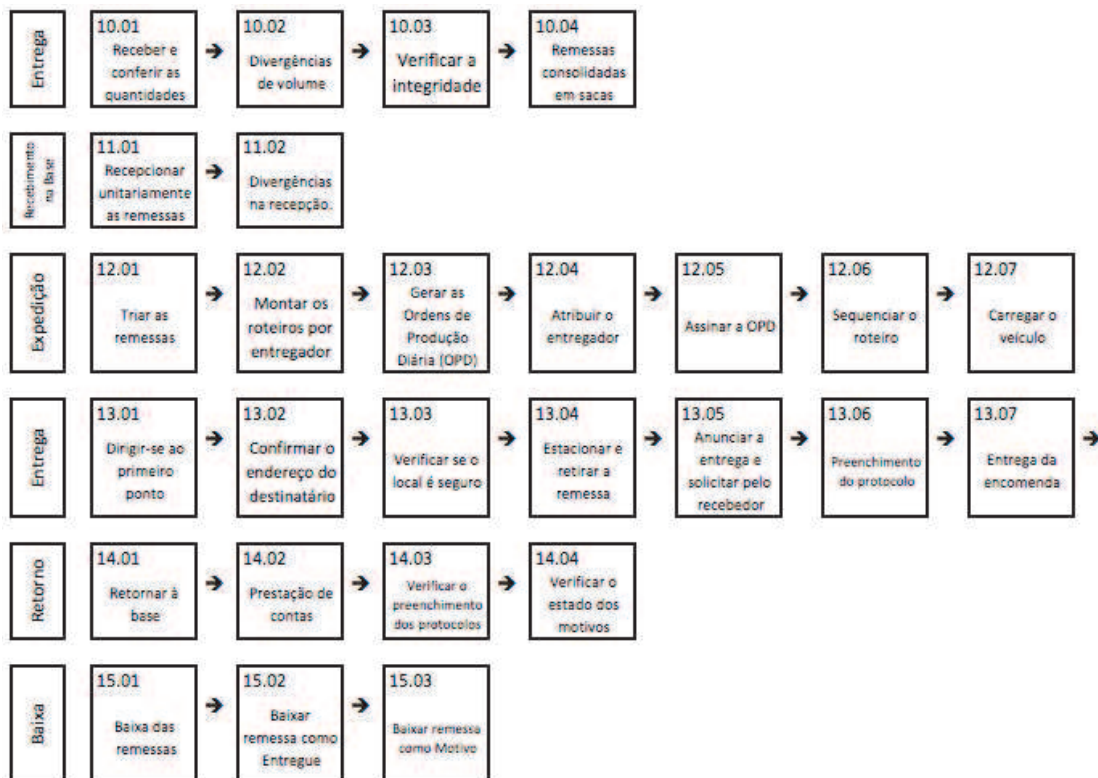 Entrega
10.01
Receber e
conferir as
quantidades
10.02
Divergências
de volume
10.03
Verificar a
integridade
10.04
Remessas
consolidadas
em sacas
Recebimento
na Base
11.01
Recepcionar
unitariamente
as remessas
11.02
Divergências
na recepção.
Expedição
12.01
Triar as
remessas
12.02
Montar os
roteiros por
entregador
12.03
Gerar as
Ordens de
Produção
Diária (OPD)
12.04
Atribuir o
entregador
12.05
Assinar a OPD
12.06
Sequenciar o
roteiro
12.07
Carregar o
veículo
Entrega
13.01
Dirigir-se ao
primeiro
ponto
13.02
Confirmar o
endereço do
destinatário
13.03
Verificar se o
local é seguro
13.04
Estacionar e
retirar a
remessa
13.05
Anunciar a
entrega e
solicitar pelo
recebedor
13.06
Preenchimento
do protocolo
13.07
Entrega da
encomenda
Retorno
14.01
Retornar à
base
14.02
Prestação de
contas
14.03
Verificar o
preenchimento
dos protocolos
14.04
Verificar o
estado dos
motivos
Baixa
15.01
Baixa das
remessas
15.02
Baixar
remessa como
Entregue
15.03
Baixar remessa
como Motivo